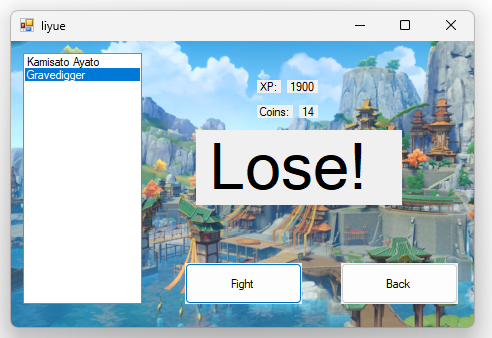 liyue
Kamisato Ayato
Gravedigger
XP: 1900
Coins: 14
Lose!
Fight
Back